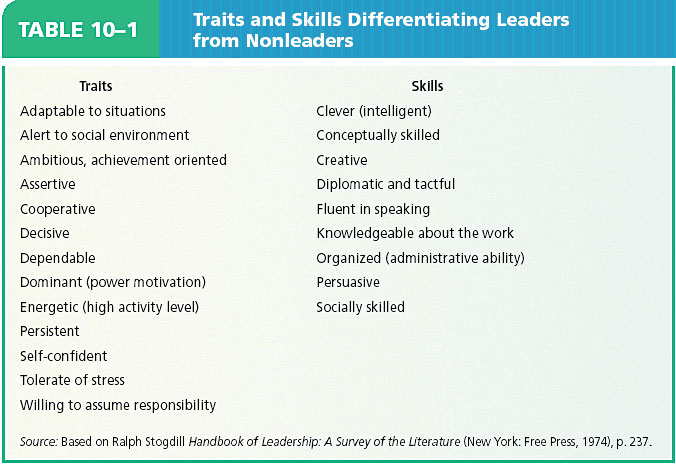 TABLE 10–1
Traits and Skills Differentiating Leaders
from Nonleaders
Traits
Adaptable to situations
Alert to social environment
Ambitious, achievement oriented
Assertive
Cooperative
Decisive
Dependable
Dominant (power motivation)
Energetic (high activity level)
Persistent
Self-confident
Tolerate of stress
Willing to assume responsibility
Skills
Clever (intelligent)
Conceptually skilled
Creative
Diplomatic and tactful
Fluent in speaking
Knowledgeable about the work
Organized (administrative ability)
Persuasive
Socially skilled
Source: Based on Ralph Stogdill Handbook of Leadership: A Survey of the Literature (New York: Free Press, 1974), p. 237.